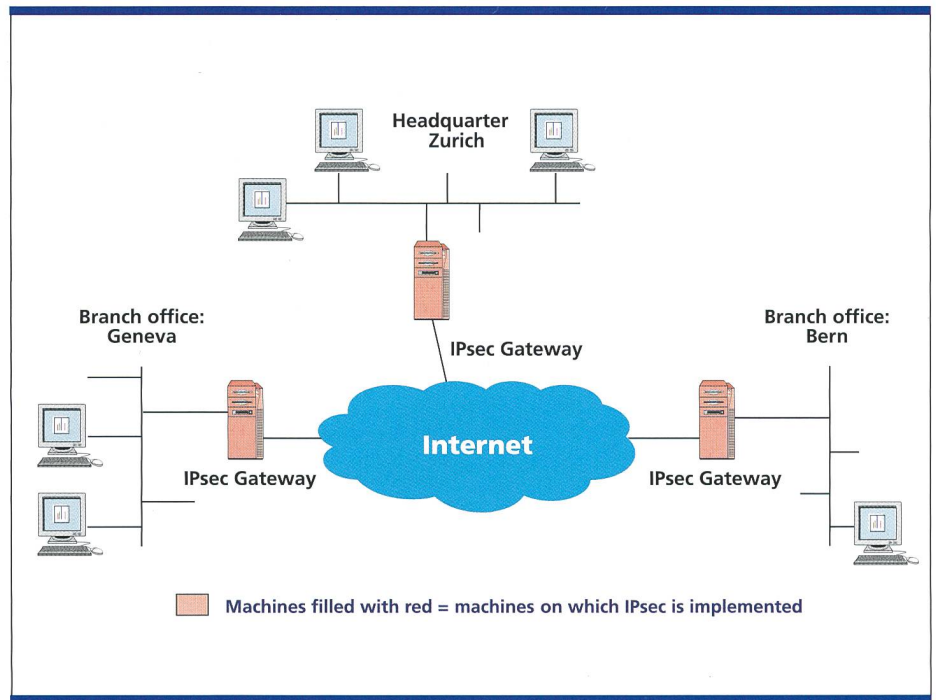 Headquarter
Zurich
IPsec Gateway
Branch office:
Geneva
Branch office:
Bern
Internet
IPsec Gateway
IPsec Gateway
Machines filled with red = machines on which IPsec is implemented